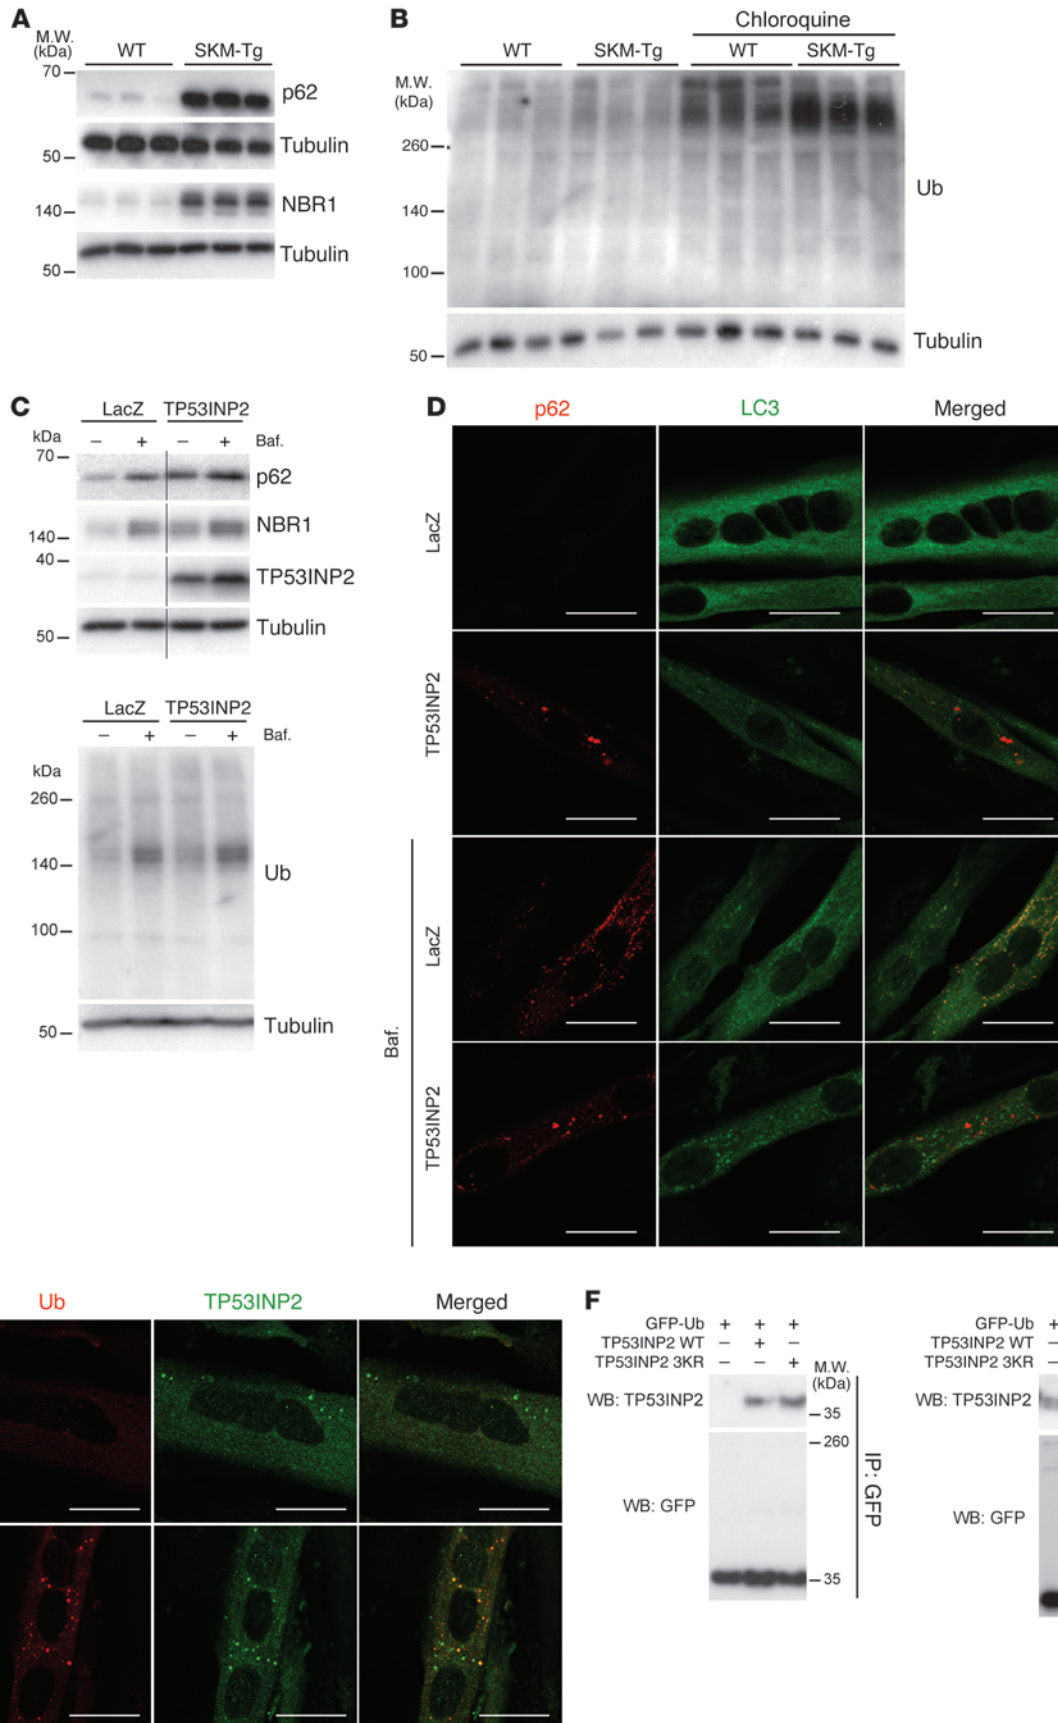 A
M.W.
(kDa)
WT
SKM-Tg
70
p62
Tubulin
50
NBR1
140
Tubulin
50
B
Chloroquine
WT
SKM-Tg
WT
SKM-Tg
M.W.
(kDa)
260
Ub
140
100
Tubulin
50
C
LacZ
TP53INP2
kDa
– + – + Baf.
70
p62
NBR1
140
40
TP53INP2
Tubulin
50
LacZ
TP53INP2
– + – + Baf.
kDa
260
140
Ub
100
Tubulin
50
D
p62
LC3
Merged
LacZ
TP53INP2
Baf.
LacZ
TP53INP2
Ub
TP53INP2
Merged
F
GFP-Ub + + +
TP53INP2 WT – + –
TP53INP2 3KR – – +
M.W.
(kDa)
WB: TP53INP2
35
260
WB: GFP
35
IP: GFP
GFP-Ub +
TP53INP2 WT –
TP53INP2 3KR –
WB: TP53INP2
WB: GFP